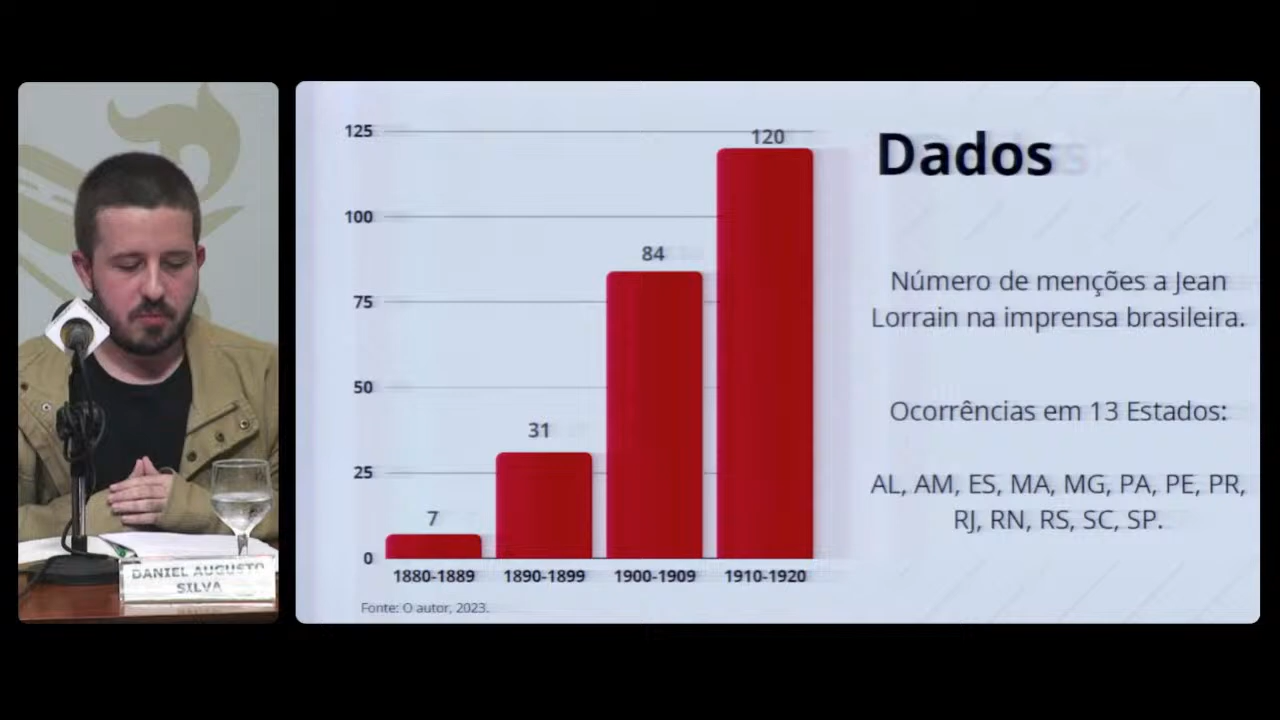 DANIEL AUGUSTO
SILVA
125
100
75
50
25
0
7
31
84
120
1880-1889
1890-1899
1900-1909
1910-1920
Fonte: O autor, 2023.
Dados
Número de menções a Jean
Lorrain na imprensa brasileira.
Ocorrências em 13 Estados:
AL, AM, ES, MA, MG, PA, PE, PR,
RJ, RN, RS, SC, SP.